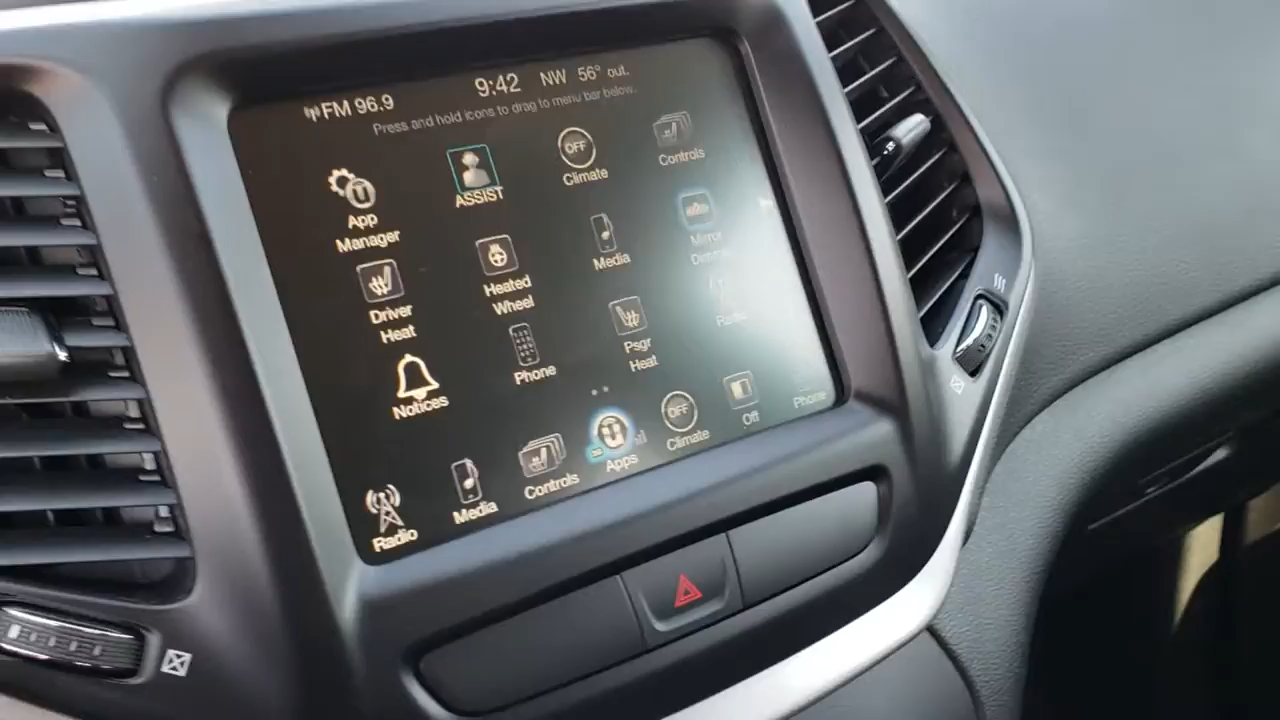 FM 96.9
9:42
NW
56° out.
Press and hold icons to drag to menu bar below.
App
Manager
ASSIST
OFF
Climate
Controls
Driver
Heat
Heated
Wheel
Media
Mirror
Notices
Phone
Psgr
Heat
Radio
Radio
Media
Controls
Apps
OFF
Climate
Off
Phone